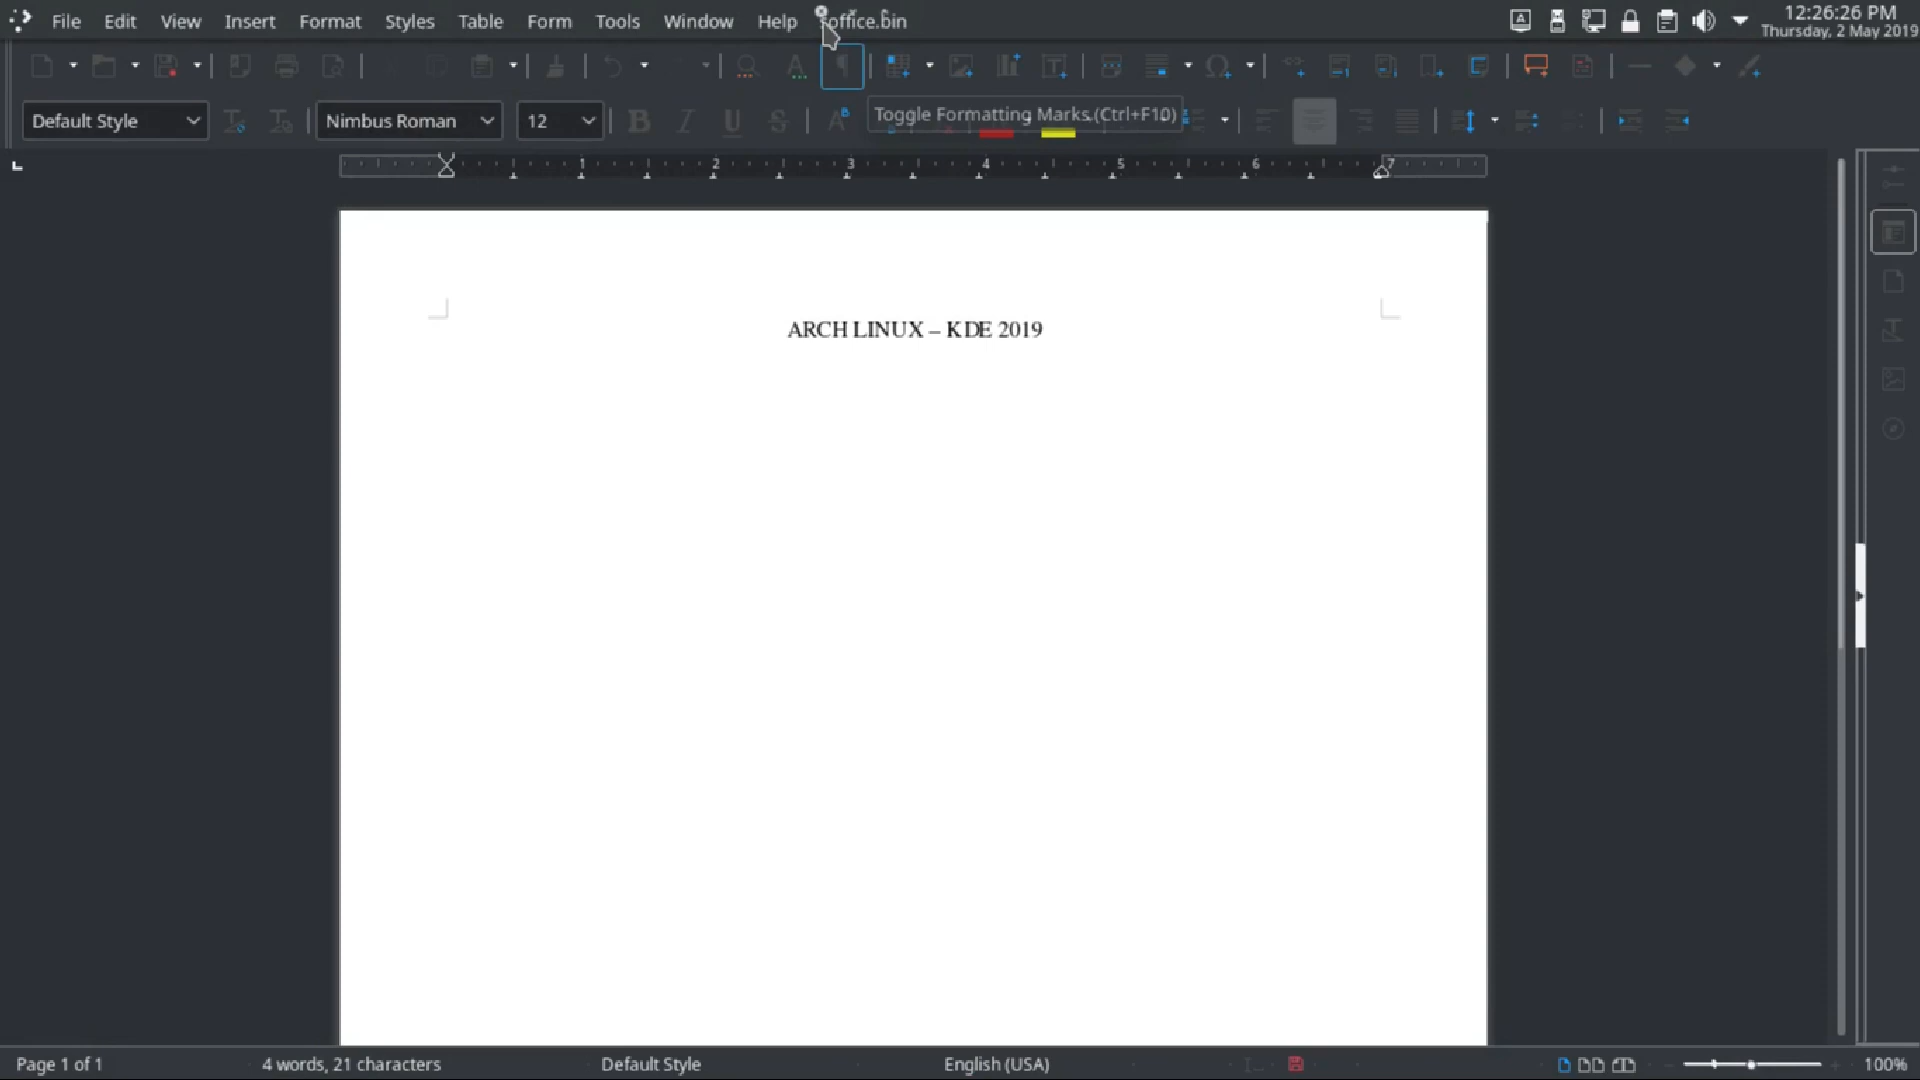 File Edit View Insert Format Styles Table Form Tools Window Help office.bin
12:26:26 PM
Thursday, 2 May 2019
Toggle Formatting Marks (Ctrl+F10)
Default Style Nimbus Roman 12
1 2 3 4 5 6 7
ARCH LINUX – KDE 2019
Page 1 of 1 4 words, 21 characters Default Style English (USA) 100%